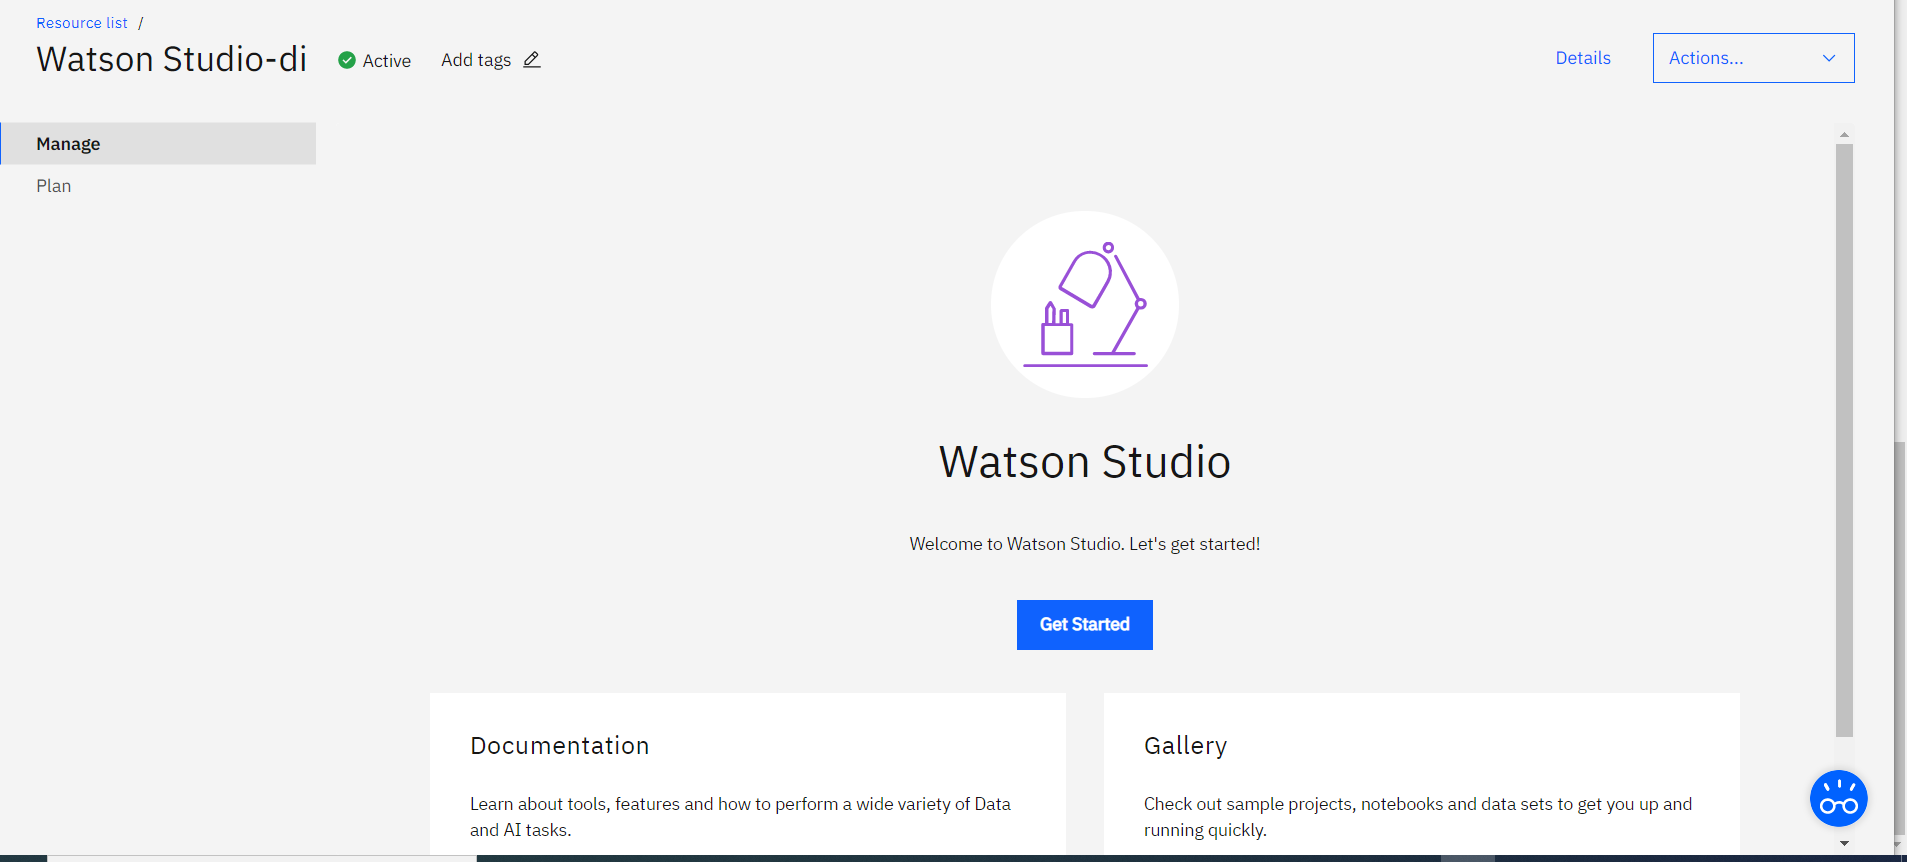 Resource list /
Watson Studio-di Active Add tags
Details Actions...
Manage
Plan
Watson Studio
Welcome to Watson Studio. Let's get started!
Get Started
Documentation
Learn about tools, features and how to perform a wide variety of Data
and AI tasks.
Gallery
Check out sample projects, notebooks and data sets to get you up and
running quickly.